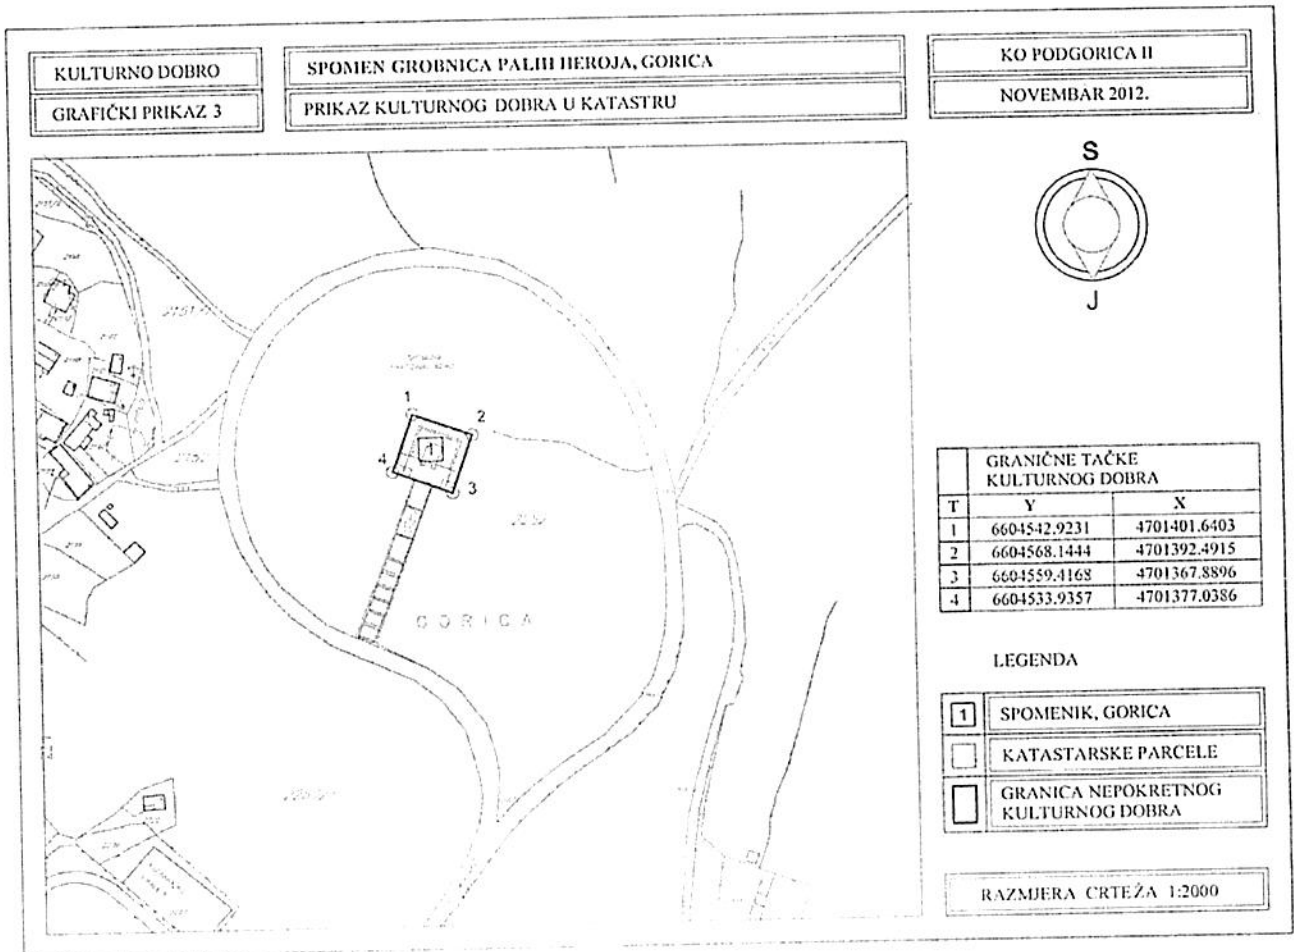 KULTURNO DOBRO
GRAFIČKI PRIKAZ 3
SPOMEN GROBNICA PALIH HEROJA, GORICA
PRIKAZ KULTURNOG DOBRA U KATASTRU
KO PODGORICA II
NOVEMBAR 2012.
S
J
1
2
1
4
3
GORICA
GRANIČNE TAČKE
KULTURNOG DOBRA
T Y X
1 6604542.9231 4701401.6403
2 6604568.1444 4701392.4915
3 6604559.4168 4701367.8896
4 6604533.9357 4701377.0386
LEGENDA
1 SPOMENIK, GORICA
KATASTARSKE PARCELE
GRANICA NEPOKRETNOG
KULTURNOG DOBRA
RAZMJERA CRTEŽA 1:2000